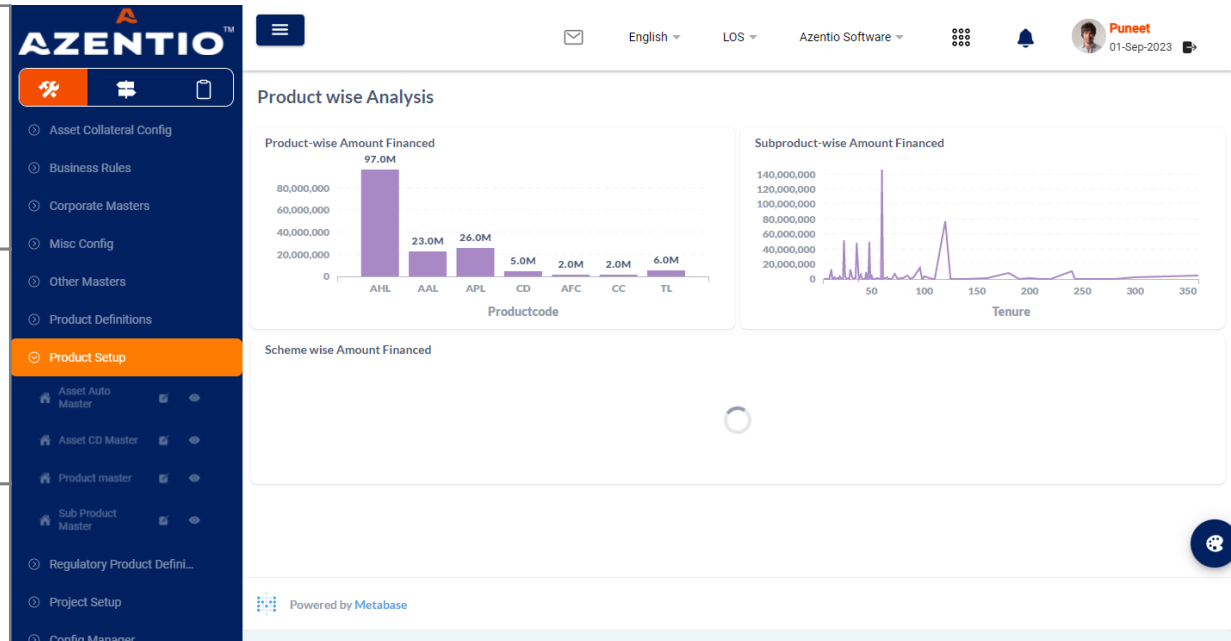 AZENTIO™
English
LOS
Azentio Software
Puneet
01-Sep-2023
Asset Collateral Config
Business Rules
Corporate Masters
Misc Config
Other Masters
Product Definitions
Product Setup
Asset Auto
Master
Asset CD Master
Product master
Sub Product
Master
Regulatory Product Defini...
Project Setup
Config Manager
Product wise Analysis
Product-wise Amount Financed
97.0M
80,000,000
60,000,000
40,000,000
20,000,000
0
23.0M
26.0M
5.0M
2.0M
2.0M
6.0M
AHL
AAL
APL
CD
AFC
CC
TL
Productcode
Subproduct-wise Amount Financed
140,000,000
120,000,000
100,000,000
80,000,000
60,000,000
40,000,000
20,000,000
0
50
100
150
200
250
300
350
Tenure
Scheme wise Amount Financed
Powered by Metabase